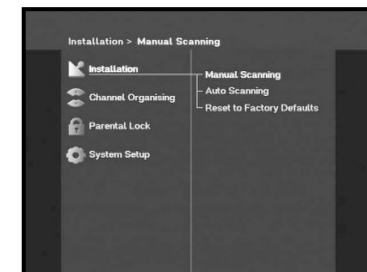 Installation > Manual Scanning
Installation
Channel Organising
Parental Lock
System Setup
Manual Scanning
Auto Scanning
Reset to Factory Defaults